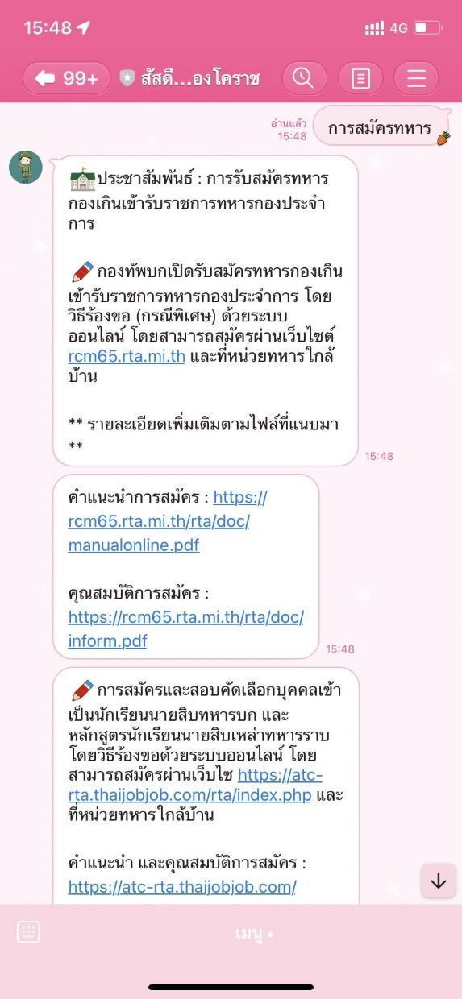 15:48
4G
99+
สัสดี...องโคราช
อ่านแล้ว
15:48
การสมัครทหาร
ประชาสัมพันธ์ : การรับสมัครทหาร
กองเกินเข้ารับราชการทหารกองประจำ
การ
กองทัพบกเปิดรับสมัครทหารกองเกิน
เข้ารับราชการทหารกองประจำการ โดย
วิธีร้องขอ (กรณีพิเศษ) ด้วยระบบ
ออนไลน์ โดยสามารถสมัครผ่านเว็บไซต์
rcm65.rta.mi.th และที่หน่วยทหารใกล้
บ้าน
** รายละเอียดเพิ่มเติมตามไฟล์ที่แนบมา
**
15:48
คำแนะนำการสมัคร : https://
rcm65.rta.mi.th/rta/doc/
manualonline.pdf
คุณสมบัติการสมัคร :
https://rcm65.rta.mi.th/rta/doc/
inform.pdf
15:48
การสมัครและสอบคัดเลือกบุคคลเข้า
เป็นนักเรียนนายสิบทหารบก และ
หลักสูตรนักเรียนนายสิบเหล่าทหารราบ
โดยวิธีร้องขอด้วยระบบออนไลน์ โดย
สามารถสมัครผ่านเว็บไซ https://atc-
rta.thaijobjob.com/rta/index.php และ
ที่หน่วยทหารใกล้บ้าน
คำแนะนำ และคุณสมบัติการสมัคร :
https://atc-rta.thaijobjob.com/
เมนู